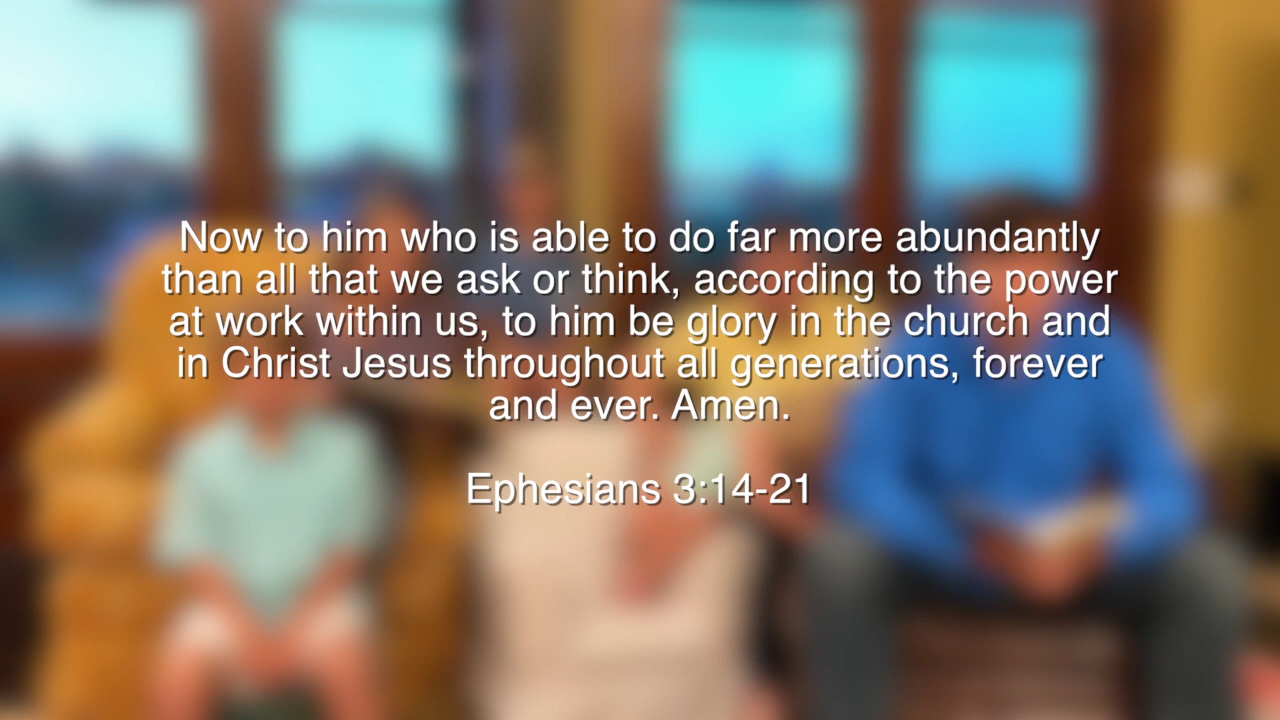 Now to him who is able to do far more abundantly
than all that we ask or think, according to the power
at work within us, to him be glory in the church and
in Christ Jesus throughout all generations, forever
and ever. Amen.
Ephesians 3:14-21